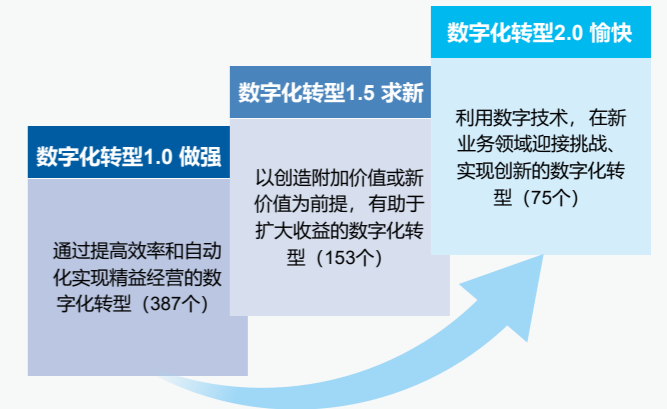 数字化转型1.0 做强
通过提高效率和自动
化实现精益经营的数
字化转型（387个）
数字化转型1.5 求新
以创造附加价值或新
价值为前提，有助于
扩大收益的数字化转
型（153个）
数字化转型2.0 愉快
利用数字技术，在新
业务领域迎接挑战、
实现创新的数字化转
型（75个）